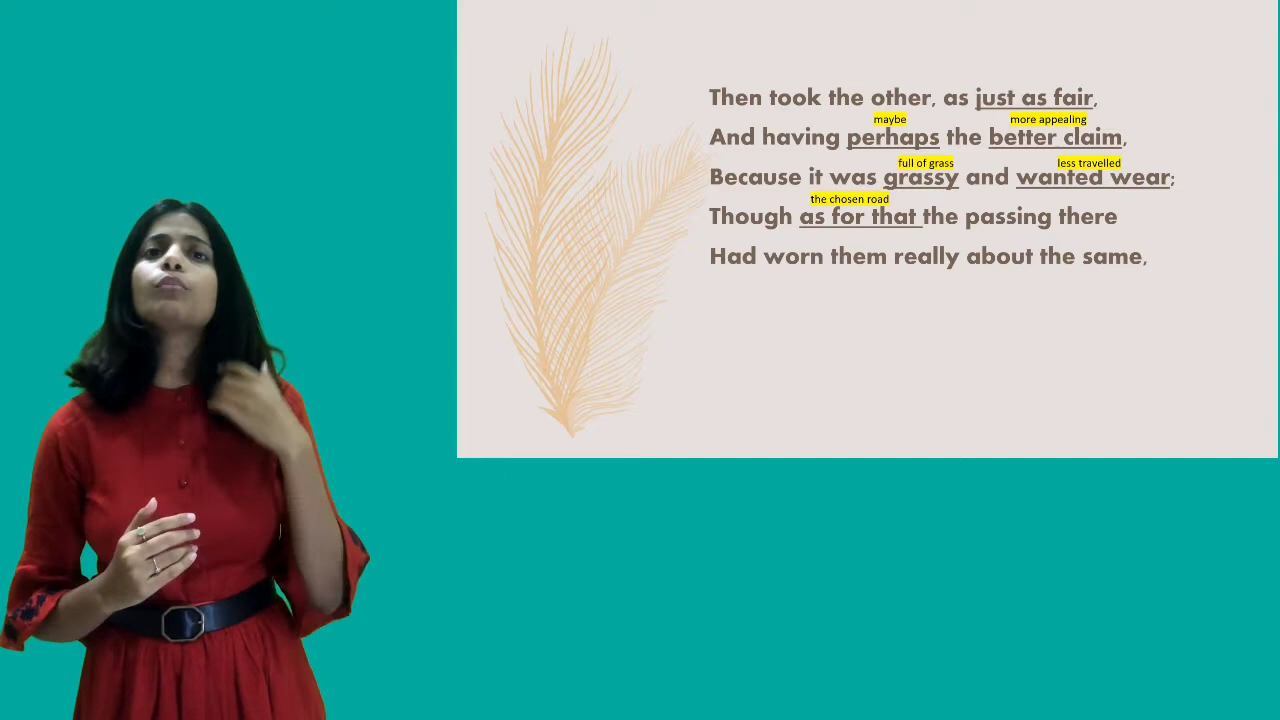 Then took the other, as just as fair,
maybe more appealing
And having perhaps the better claim,
full of grass less travelled
Because it was grassy and wanted wear;
the chosen road
Though as for that the passing there
Had worn them really about the same,